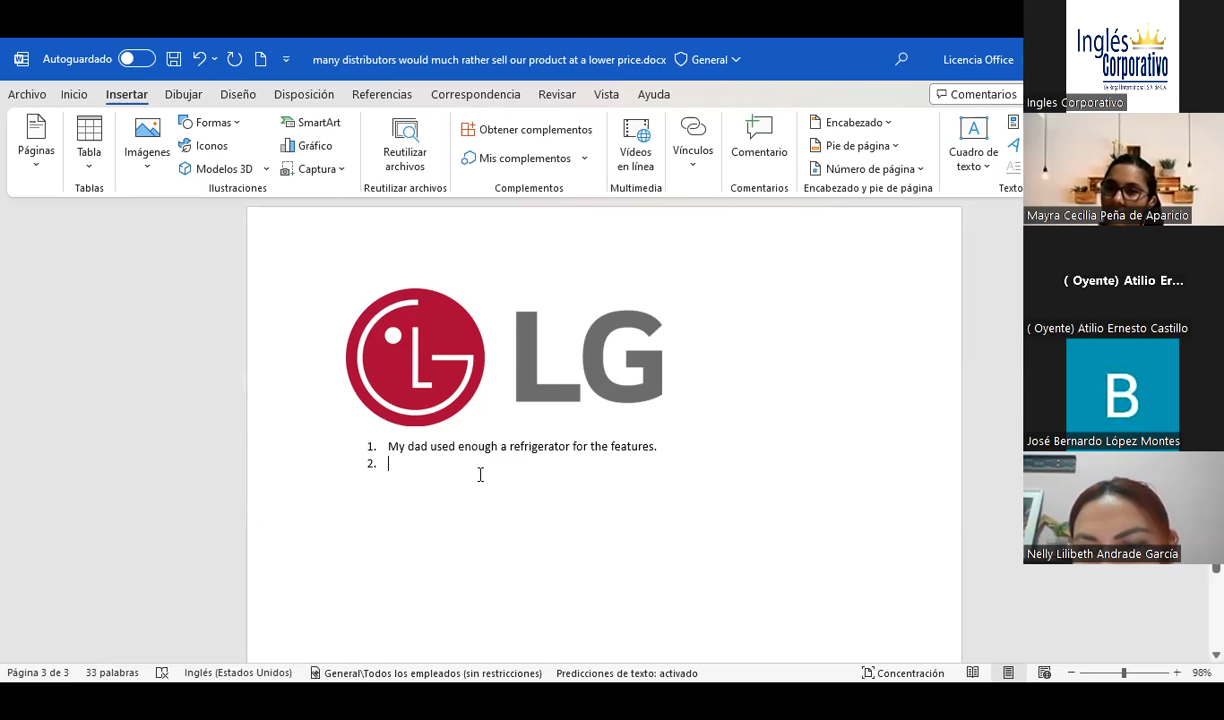 Autoguardado
many distributors would much rather sell our product at a lower price.docx
General
Licencia Office
Archivo
Inicio
Insertar
Dibujar
Diseño
Disposición
Referencias
Correspondencia
Revisar
Vista
Ayuda
Comentarios
Páginas
Tabla
Imágenes
Formas
Iconos
Modelos 3D
SmartArt
Gráfico
Captura
Reutilizar
archivos
Obtener complementos
Mis complementos
Vídeos
en línea
Vínculos
Comentario
Encabezado
Pie de página
Número de página
Cuadro de
texto
Tablas
Ilustraciones
Reutilizar archivos
Complementos
Multimedia
Comentarios
Encabezado y pie de página
Texto
LG
1. My dad used enough a refrigerator for the features.
2.
Página 3 de 3
33 palabras
Inglés (Estados Unidos)
General\Todos los empleados (sin restricciones)
Predicciones de texto: activado
Concentración
98%
Inglés
Corporativo
Ingles Corporativo
Mayra Cecilia Peña de Aparicio
( Oyente) Atilio Er...
( Oyente) Atilio Ernesto Castillo
B
José Bernardo López Montes
Nelly Lilibeth Andrade García